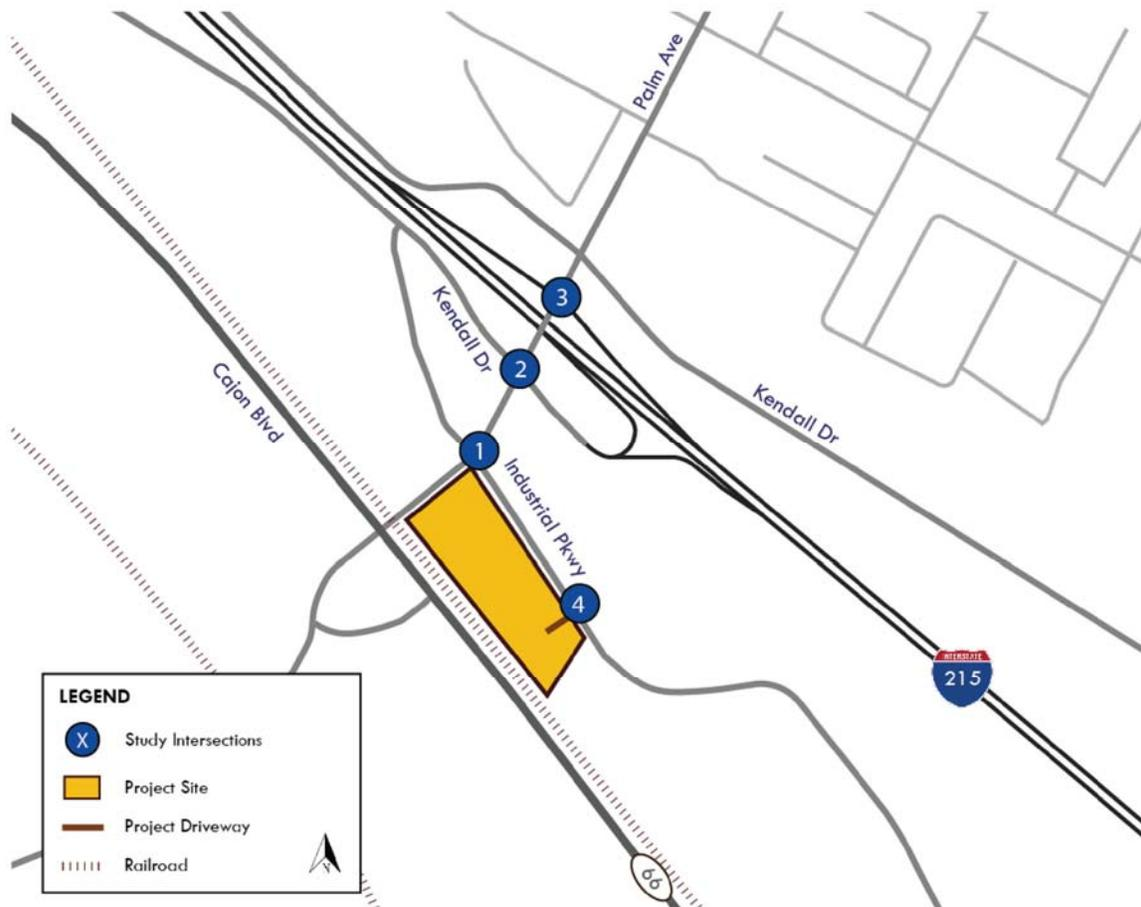 Palm Ave
3
Kendall Dr
2
Cajon Blvd
Kendall Dr
1
Industrial Pkwy
4
INTERSTATE
215
LEGEND
X Study Intersections
Project Site
Project Driveway
Railroad
N
66